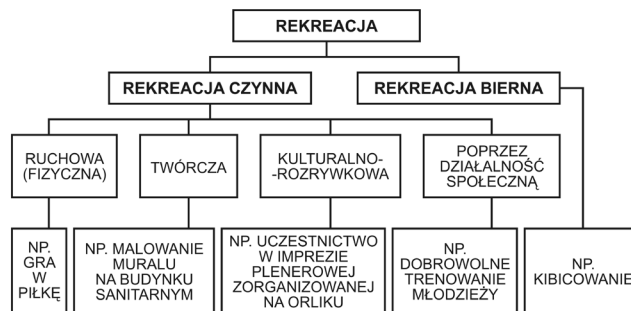 REKREACJA
REKREACJA CZYNNA
REKREACJA BIERNA
RUCHOWA
(FIZYCZNA)
TWÓRCZA
KULTURALNO-
-ROZRYWKOWA
POPRZEZ
DZIAŁALNOŚĆ
SPOŁECZNĄ
NP.
GRA
W
PIŁKĘ
NP. MALOWANIE
MURALU
NA BUDYNKU
SANITARNYM
NP. UCZESTNICTWO
W IMPREZIE
PLENEROWEJ
ZORGANIZOWANEJ
NA ORLIKU
NP.
DOBROWOLNE
TRENOWANIE
MŁODZIEŻY
NP.
KIBICOWANIE